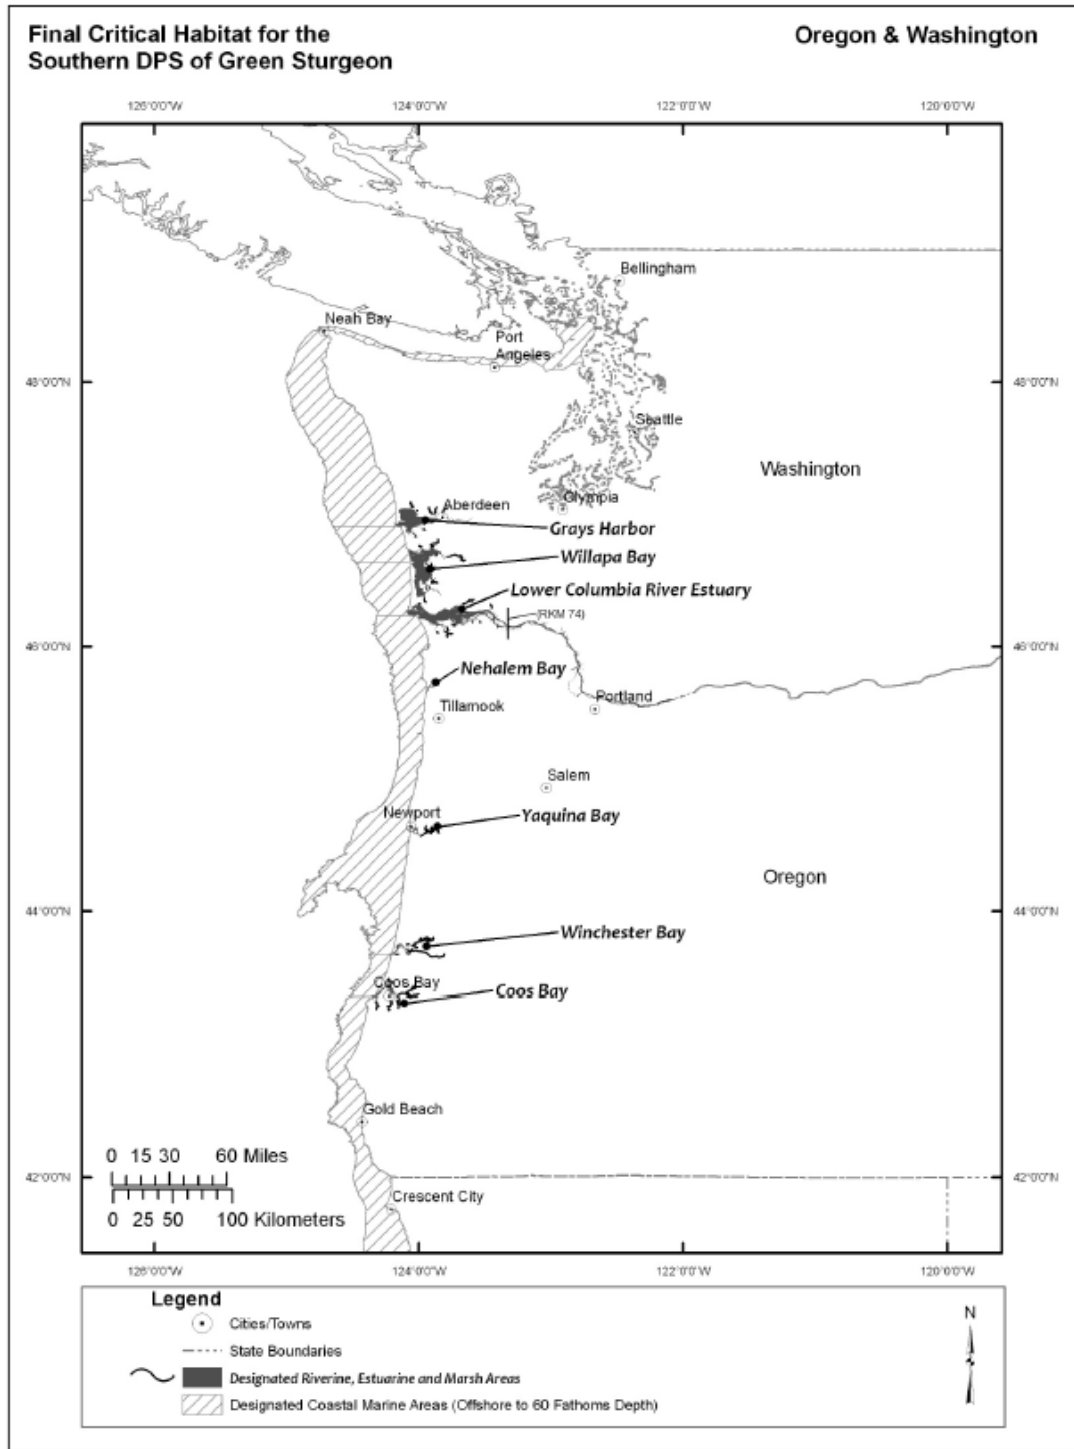 Final Critical Habitat for the
Southern DPS of Green Sturgeon
Oregon & Washington
126°0'0"W 124°0'0"W 122°0'0"W 120°0'0"W
Bellingham
Neah Bay
Port
Angeles
48°0'0"N 48°0'0"N
Seattle
Washington
Olympia
Aberdeen
Grays Harbor
Willapa Bay
Lower Columbia River Estuary
(RKM 74)
46°0'0"N 46°0'0"N
Nehalem Bay
Tillamook
Portland
Salem
Newport
Yaquina Bay
Oregon
44°0'0"N 44°0'0"N
Winchester Bay
Coos Bay
Coos Bay
Gold Beach
0 15 30 60 Miles
42°0'0"N 42°0'0"N
Crescent City
0 25 50 100 Kilometers
126°0'0"W 124°0'0"W 122°0'0"W 120°0'0"W
Legend
Cities/Towns
State Boundaries
Designated Riverine, Estuarine and Marsh Areas
Designated Coastal Marine Areas (Offshore to 60 Fathoms Depth)
N